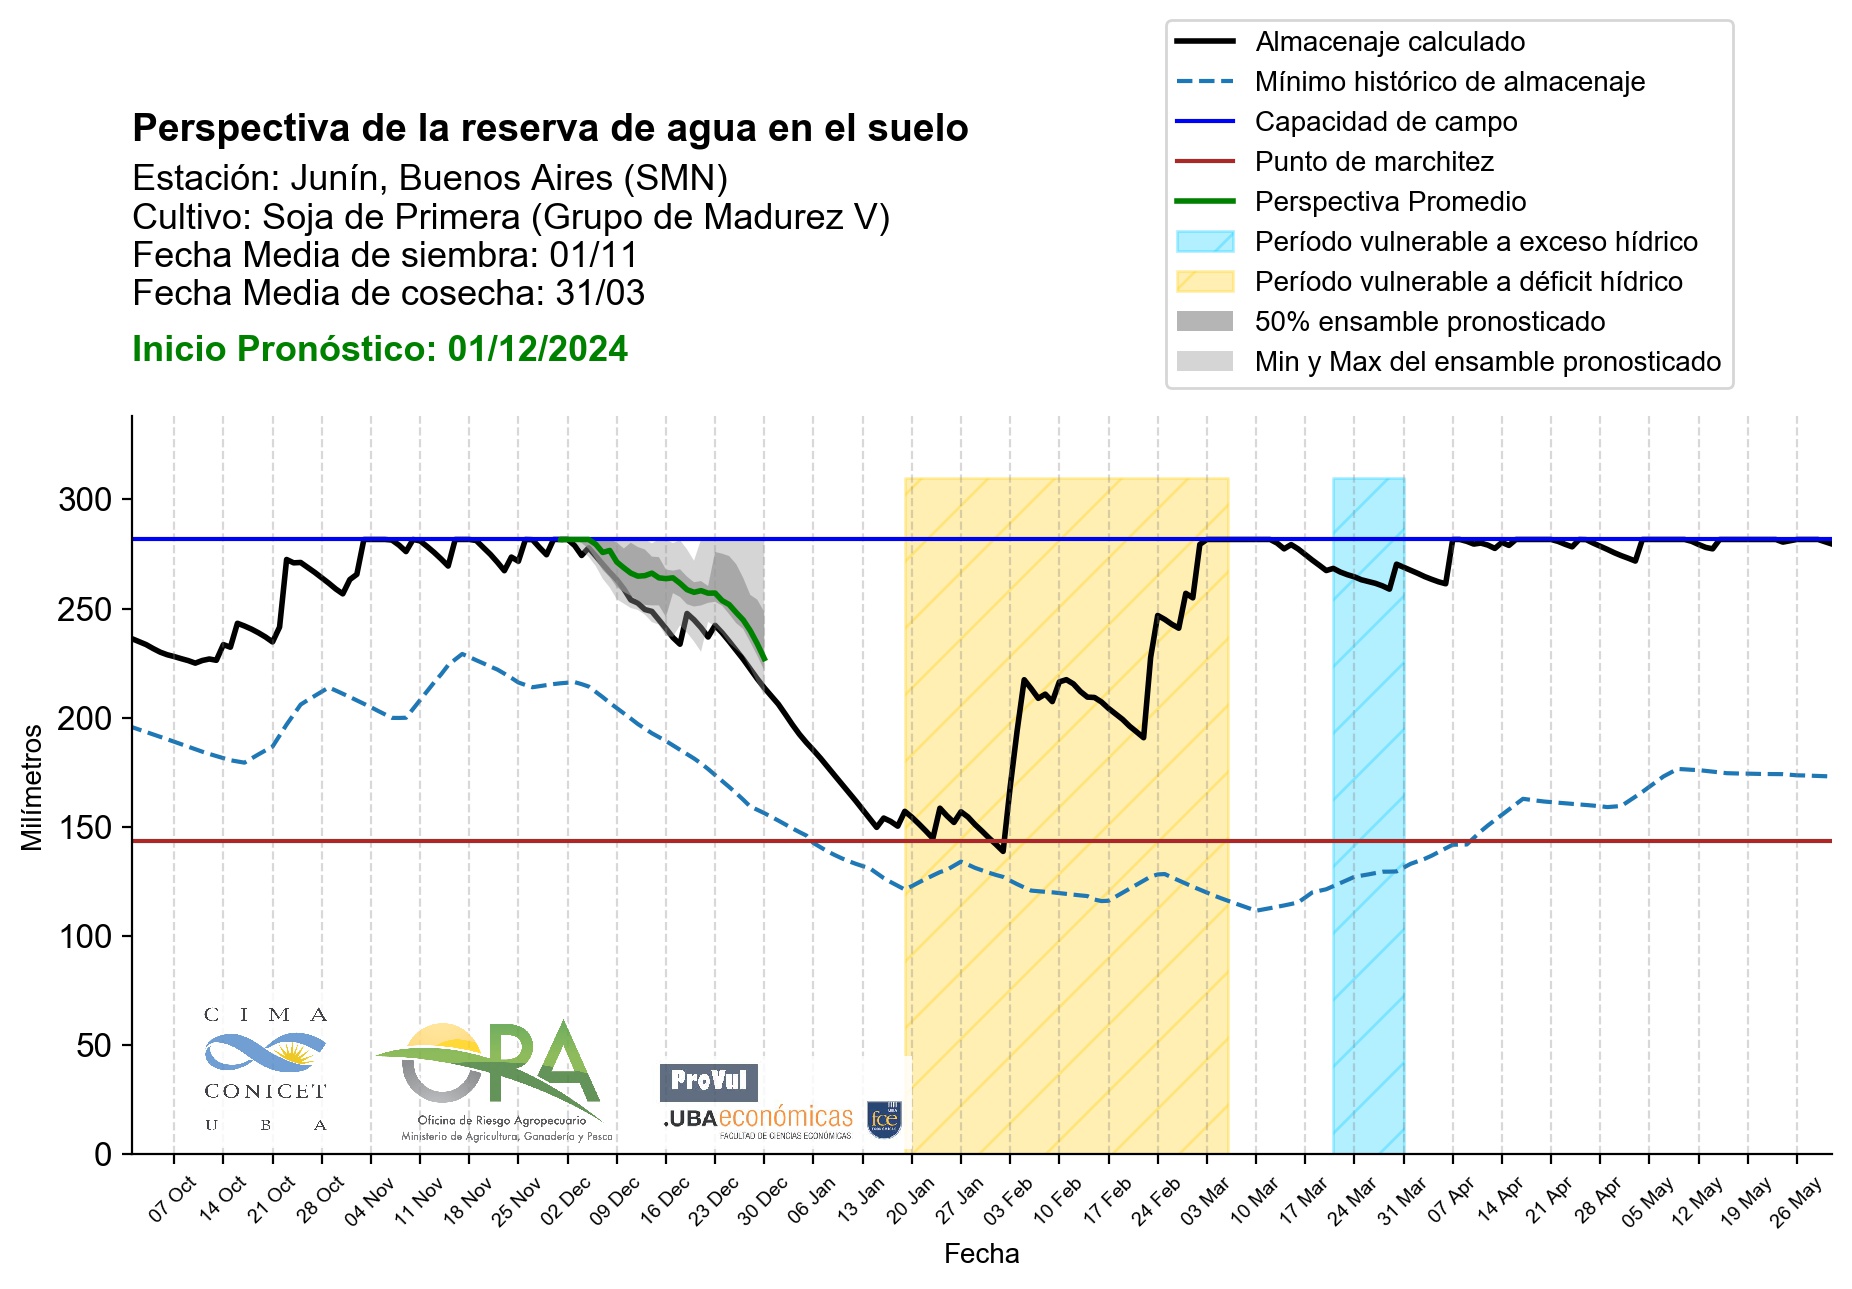 Almacenaje calculado
Mínimo histórico de almacenaje
Capacidad de campo
Punto de marchitez
Perspectiva Promedio
Período vulnerable a exceso hídrico
Período vulnerable a déficit hídrico
50% ensamble pronosticado
Min y Max del ensamble pronosticado
Perspectiva de la reserva de agua en el suelo
Estación: Junín, Buenos Aires (SMN)
Cultivo: Soja de Primera (Grupo de Madurez V)
Fecha Media de siembra: 01/11
Fecha Media de cosecha: 31/03
Inicio Pronóstico: 01/12/2024
300
250
200
150
100
50
0
Milímetros
CIMA
CONICET
UBA
ORA
Oficina de Riesgo Agropecuario
Ministerio de Agricultura, Ganadería y Pesca
ProVul
.UBAeconómicas
FACULTAD DE CIENCIAS ECONÓMICAS
UBA
fce
ECONÓMICAS
07 Oct
14 Oct
21 Oct
28 Oct
04 Nov
11 Nov
18 Nov
25 Nov
02 Dec
09 Dec
16 Dec
23 Dec
30 Dec
06 Jan
13 Jan
20 Jan
27 Jan
03 Feb
10 Feb
17 Feb
24 Feb
03 Mar
10 Mar
17 Mar
24 Mar
31 Mar
07 Apr
14 Apr
21 Apr
28 Apr
05 May
12 May
19 May
26 May
Fecha